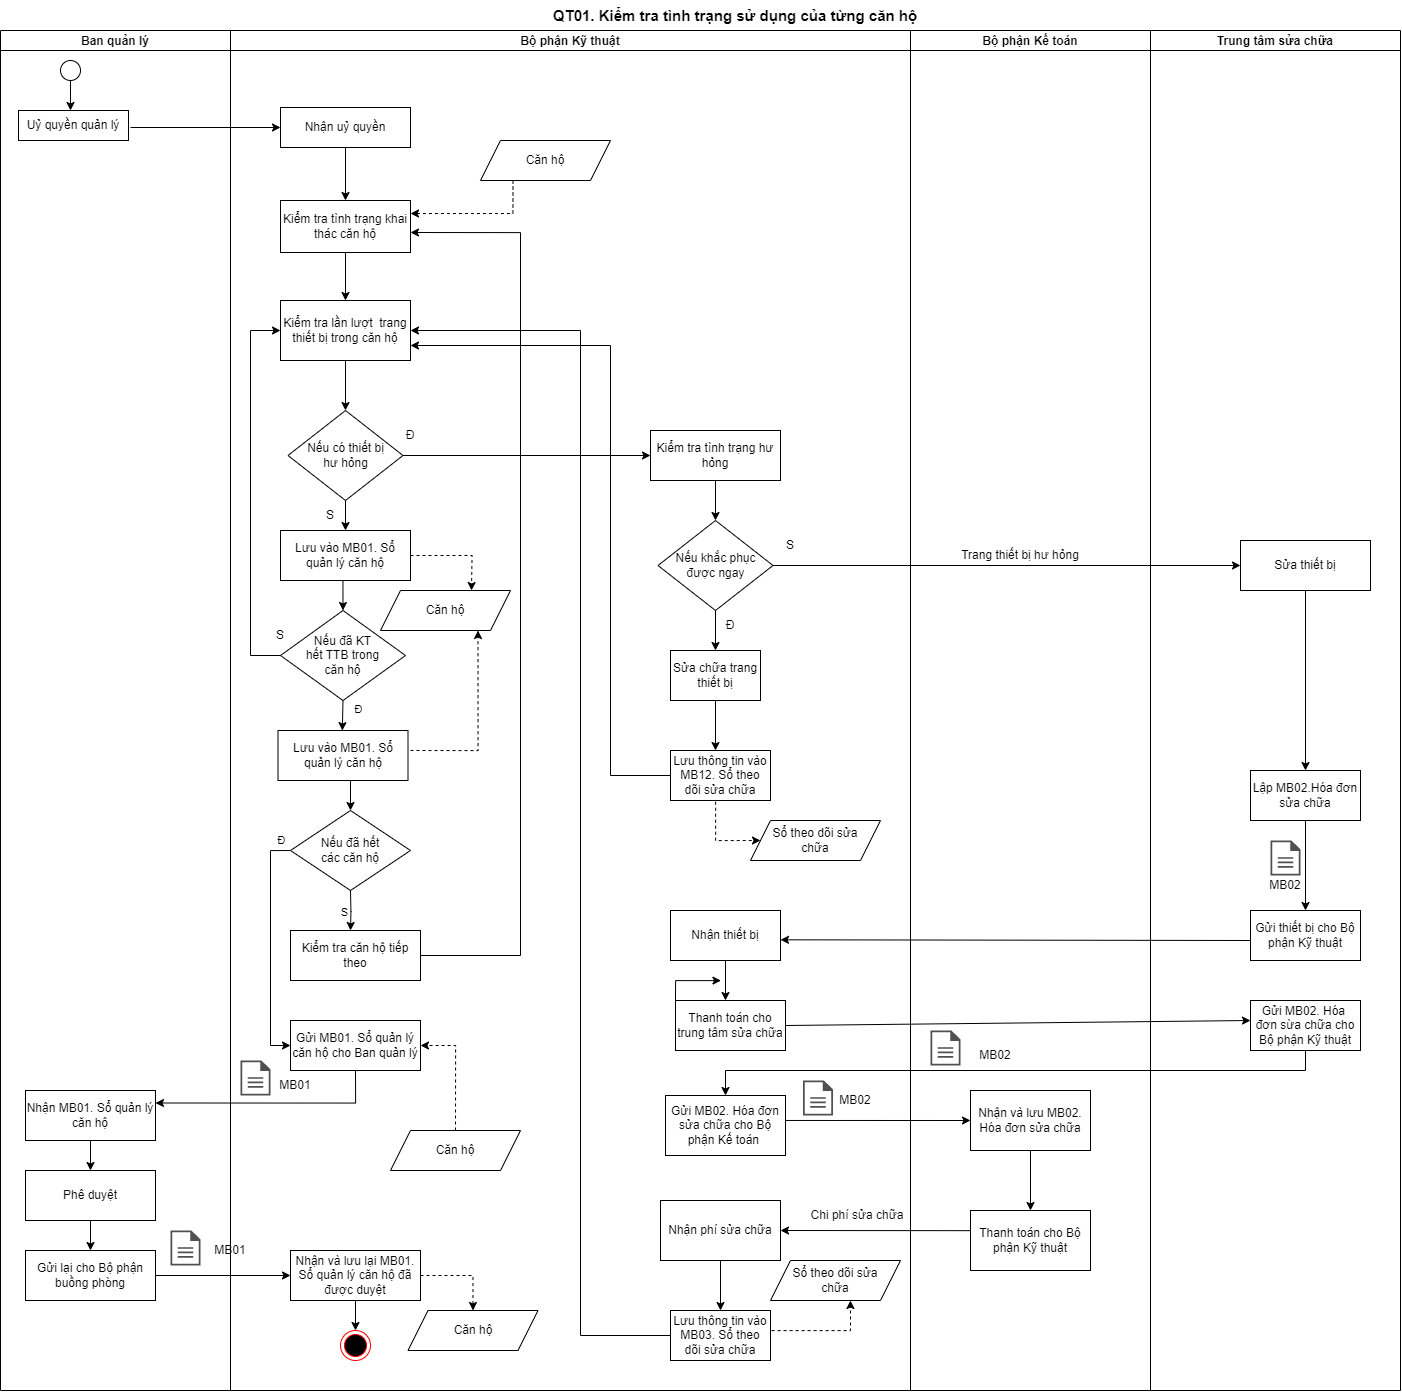 QT01. Kiểm tra tình trạng sử dụng của từng căn hộ
Ban quản lý
Bộ phận Kỹ thuật
Bộ phận Kế toán
Trung tâm sửa chữa
Uỷ quyền quản lý
Nhận uỷ quyền
Căn hộ
Kiểm tra tình trạng khai
thác căn hộ
Kiểm tra lần lượt trang
thiết bị trong căn hộ
Nếu có thiết bị
hư hỏng
Đ
Kiểm tra tình trạng hư
hỏng
S
Lưu vào MB01. Sổ
quản lý căn hộ
Nếu khắc phục
được ngay
S
Trang thiết bị hư hỏng
Sửa thiết bị
Căn hộ
S
Nếu đã KT
hết TTB trong
căn hộ
Đ
Đ
Sửa chữa trang
thiết bị
Lưu vào MB01. Sổ
quản lý căn hộ
Lưu thông tin vào
MB12. Sổ theo
dõi sửa chữa
Lập MB02.Hóa đơn
sửa chữa
Đ
Nếu đã hết
các căn hộ
Sổ theo dõi sửa
chữa
MB02
S
Kiểm tra căn hộ tiếp
theo
Nhận thiết bị
Gửi thiết bị cho Bộ
phận Kỹ thuật
Gửi MB01. Sổ quản lý
căn hộ cho Ban quản lý
Thanh toán cho
trung tâm sửa chữa
Gửi MB02. Hóa
đơn sừa chữa cho
Bộ phận Kỹ thuật
MB02
MB01
MB02
Nhận MB01. Sổ quản lý
căn hộ
Gửi MB02. Hóa đơn
sửa chữa cho Bộ
phận Kế toán
Nhận và lưu MB02.
Hóa đơn sửa chữa
Căn hộ
Phê duyệt
Nhận phí sửa chữa
Chi phí sửa chữa
Thanh toán cho Bộ
phận Kỹ thuật
MB01
Gửi lại cho Bộ phận
buồng phòng
Nhận và lưu lại MB01.
Sổ quản lý căn hộ đã
được duyệt
Sổ theo dõi sửa
chữa
Căn hộ
Lưu thông tin vào
MB03. Sổ theo
dõi sửa chữa